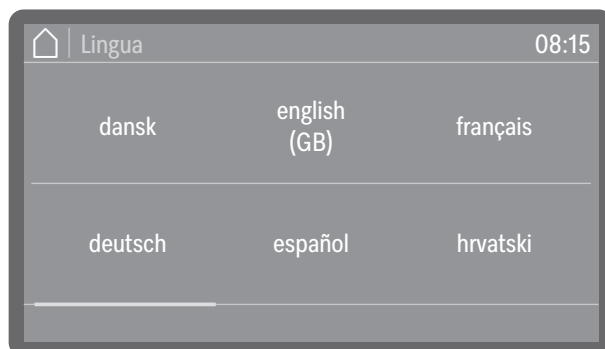 Lingua 08:15
dansk english (GB) français
deutsch español hrvatski